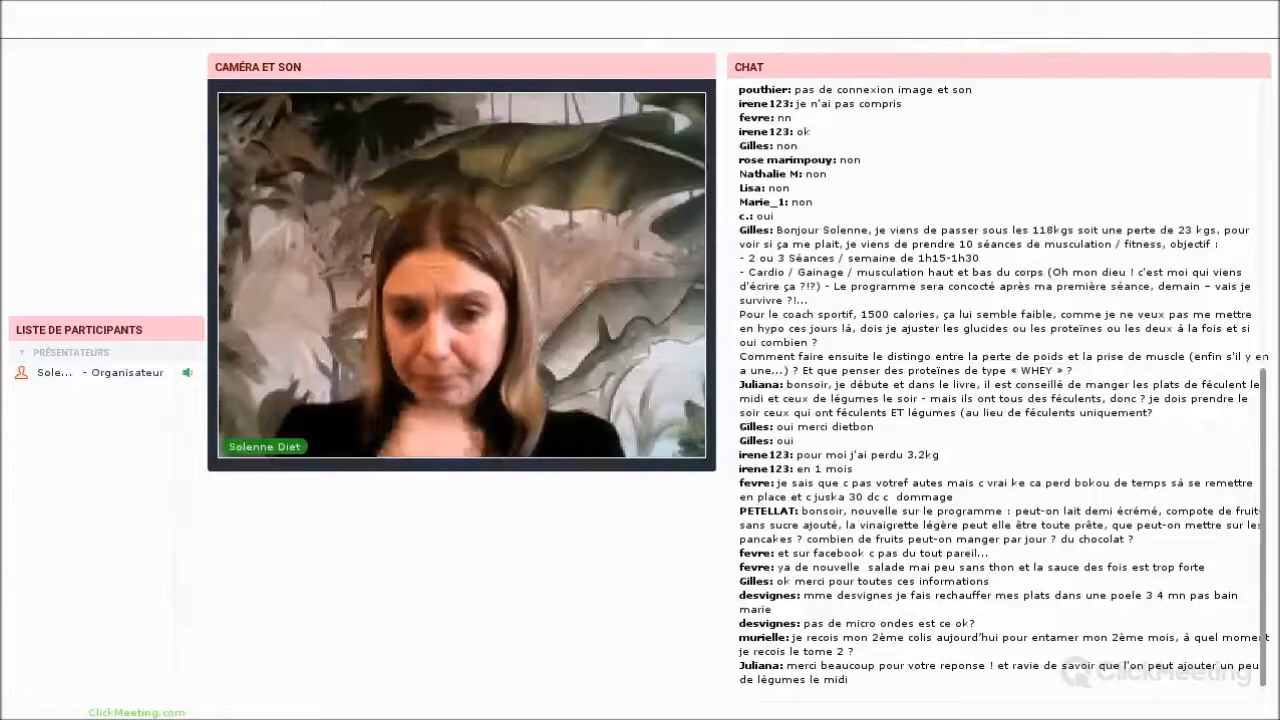 CAMÉRA ET SON
Solenne Diet
LISTE DE PARTICIPANTS
PRÉSENTATEURS
Sole... - Organisateur
ClickMeeting.com
CHAT
pouthier: pas de connexion image et son
irene123: je n'ai pas compris
fevre: nn
irene123: ok
Gilles: non
rose marimpouy: non
Nathalie M: non
Lisa: non
Marie_1: non
c.: oui
Gilles: Bonjour Solenne, je viens de passer sous les 118kgs soit une perte de 23 kgs, pour
voir si ça me plait, je viens de prendre 10 séances de musculation / fitness, objectif :
- 2 ou 3 Séances / semaine de 1h15-1h30
- Cardio / Gainage / musculation haut et bas du corps (Oh mon dieu ! c'est moi qui viens
d'écrire ça ?!?) - Le programme sera concocté après ma première séance, demain – vais je
survivre ?!...
Pour le coach sportif, 1500 calories, ça lui semble faible, comme je ne veux pas me mettre
en hypo ces jours là, dois je ajuster les glucides ou les protéines ou les deux à la fois et si
oui combien ?
Comment faire ensuite le distingo entre la perte de poids et la prise de muscle (enfin s'il y en
a une...) ? Et que penser des protéines de type « WHEY » ?
Juliana: bonsoir, je débute et dans le livre, il est conseillé de manger les plats de féculent le
midi et ceux de légumes le soir - mais ils ont tous des féculents, donc ? je dois prendre le
soir ceux qui ont féculents ET légumes (au lieu de féculents uniquement?
Gilles: oui merci dietbon
Gilles: oui
irene123: pour moi j'ai perdu 3.2kg
irene123: en 1 mois
fevre: je sais que c pas votref autes mais c vrai ke ca perd bokou de temps sà se remettre
en place et c juska 30 dc c dommage
PETELLAT: bonsoir, nouvelle sur le programme : peut-on lait demi écrémé, compote de fruits
sans sucre ajouté, la vinaigrette légère peut elle être toute prête, que peut-on mettre sur les
pancakes ? combien de fruits peut-on manger par jour ? du chocolat ?
fevre: et sur facebook c pas du tout pareil...
fevre: ya de nouvelle salade mai peu sans thon et la sauce des fois est trop forte
Gilles: ok merci pour toutes ces informations
desvignes: mme desvignes je fais rechauffer mes plats dans une poele 3 4 mn pas bain
marie
desvignes: pas de micro ondes est ce ok?
murielle: je recois mon 2ème colis aujourd'hui pour entamer mon 2ème mois, à quel moment
je recois le tome 2 ?
Juliana: merci beaucoup pour votre reponse ! et ravie de savoir que l'on peut ajouter un peu
de légumes le midi
ClickMeeting